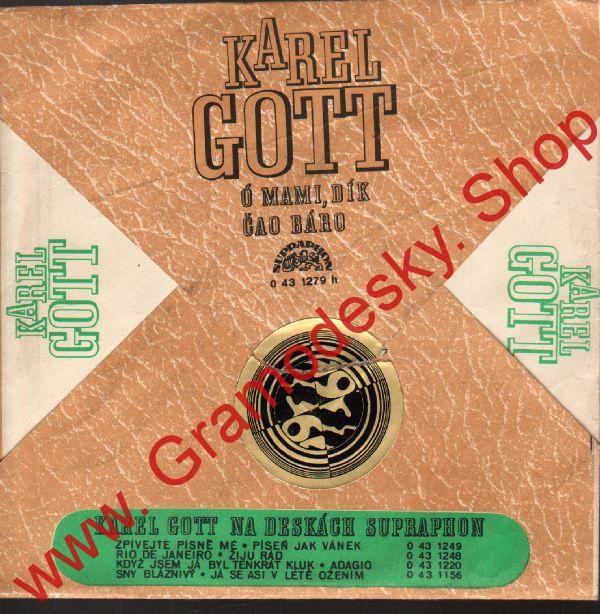 KAREL
GOTT
Ó MAMI, DÍK
ČAO BÁRO
SUPRAPHON
0 43 1279 h
KAREL
GOTT
KAREL
GOTT
KAREL GOTT NA DESKÁCH SUPRAPHON
ZPÍVEJTE PÍSNĚ MÉ • PÍSEŇ JAK VÁNEK 0 43 1249
RIO DE JANEIRO • ŽIJU RÁD 0 43 1248
KDYŽ JSEM JÁ BYL TENKRÁT KLUK • ADAGIO 0 43 1220
SNY BLÁZNIVÝ • JÁ SE ASI V LÉTĚ OŽENÍM 0 43 1156
www. Gramodesky. Shop